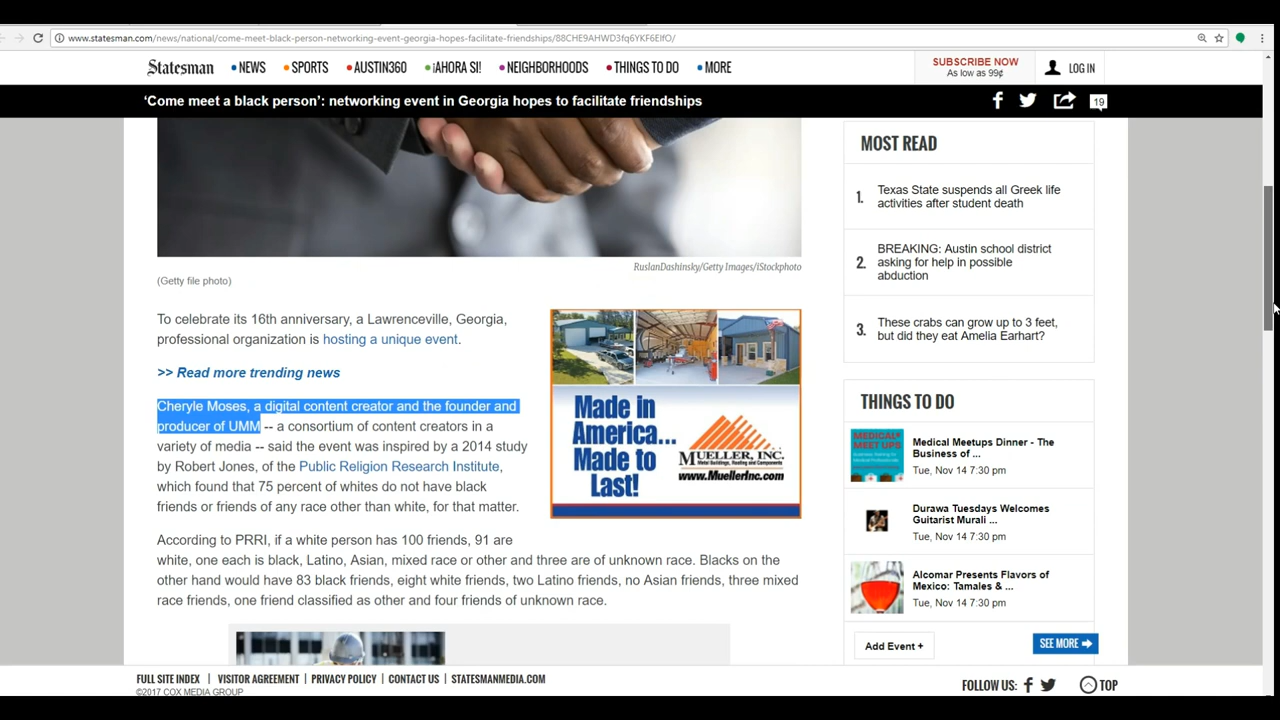 www.statesman.com/news/national/come-meet-black-person-networking-event-georgia-hopes-facilitate-friendships/88CHE9AHWD3fq6YKF6EIfO/
Statesman
NEWS
SPORTS
AUSTIN360
¡AHORA SI!
NEIGHBORHOODS
THINGS TO DO
MORE
SUBSCRIBE NOW
As low as 99¢
LOG IN
‘Come meet a black person’: networking event in Georgia hopes to facilitate friendships
19
RuslanDashinsky/Getty Images/iStockphoto
(Getty file photo)
To celebrate its 16th anniversary, a Lawrenceville, Georgia,
professional organization is hosting a unique event.
>> Read more trending news
Cheryle Moses, a digital content creator and the founder and
producer of UMM -- a consortium of content creators in a
variety of media -- said the event was inspired by a 2014 study
by Robert Jones, of the Public Religion Research Institute,
which found that 75 percent of whites do not have black
friends or friends of any race other than white, for that matter.
According to PRRI, if a white person has 100 friends, 91 are
white, one each is black, Latino, Asian, mixed race or other and three are of unknown race. Blacks on the
other hand would have 83 black friends, eight white friends, two Latino friends, no Asian friends, three mixed
race friends, one friend classified as other and four friends of unknown race.
Made in
America...
Made to
Last!
MUELLER, INC.
Metal Buildings, Roofing and Components
www.MuellerInc.com
MOST READ
1.
Texas State suspends all Greek life
activities after student death
2.
BREAKING: Austin school district
asking for help in possible
abduction
3.
These crabs can grow up to 3 feet,
but did they eat Amelia Earhart?
THINGS TO DO
MEDICAL
MEET UPS
Medical Meetups Dinner - The
Business of ...
Tue, Nov 14 7:30 pm
Durawa Tuesdays Welcomes
Guitarist Murali ...
Tue, Nov 14 7:30 pm
Alcomar Presents Flavors of
Mexico: Tamales & ...
Tue, Nov 14 7:30 pm
Add Event +
SEE MORE
FULL SITE INDEX | VISITOR AGREEMENT | PRIVACY POLICY | CONTACT US | STATESMANMEDIA.COM
©2017 COX MEDIA GROUP
FOLLOW US:
TOP